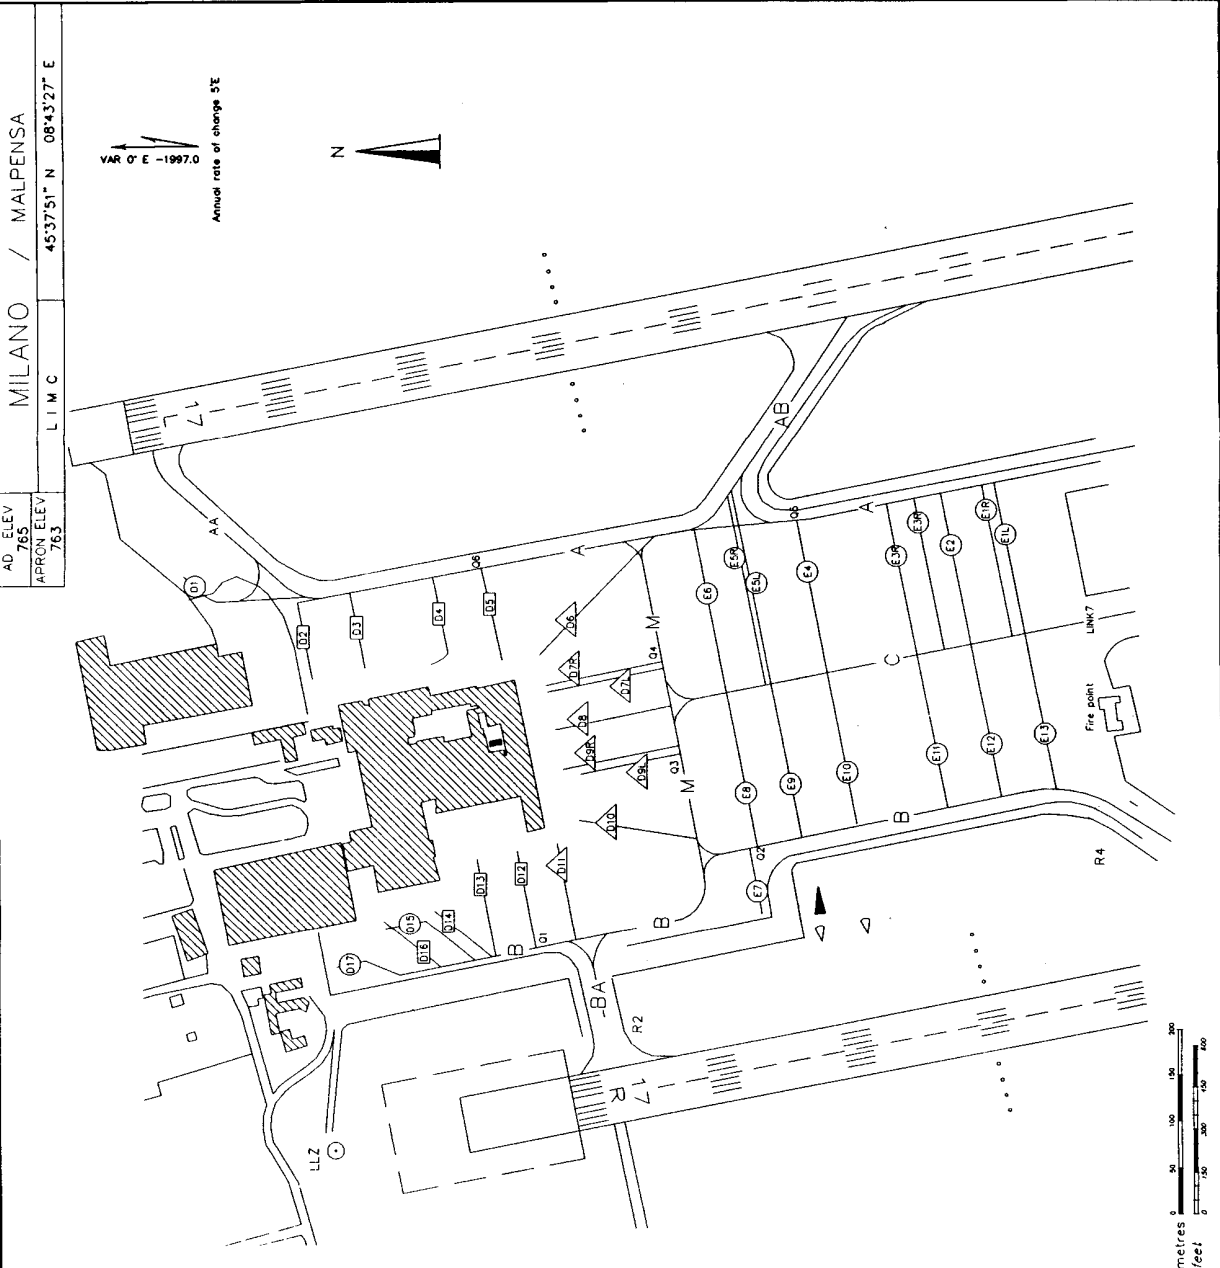 MILANO / MALPENSA
AD ELEV
765
APRON ELEV
763
L I M C
45°37'51" N 08°43'27" E
VAR 0° E -1997.0
Annual rate of change 5'E
N
17
L
AA
D1
D2
D3
D4
D5
Q6
A
D6
D7R
D7L
D8
D9R
D9L
D10
D11
D12
D13
D14
D15
D16
D17
M
Q4
Q3
M
AB
Q5
A
E6
E5R
E5L
E4
E3R
E3R
E2
E1R
E1L
C
LINK7
Fire point
E8
E9
E10
E11
E12
E13
E7
Q2
B
R4
B
Q1
B
-BA
R2
17
R
LLZ
metres
0 50 100 150 200
feet
0 150 300 450 600